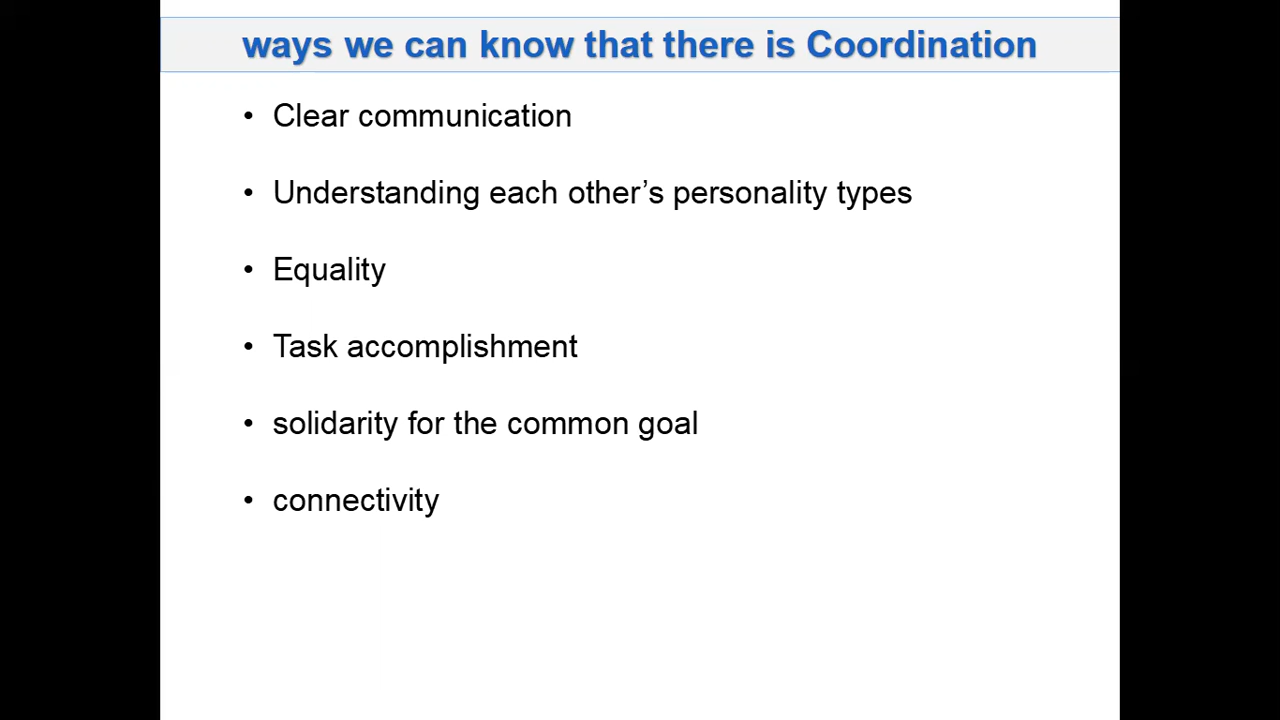 ways we can know that there is Coordination
• Clear communication
• Understanding each other’s personality types
• Equality
• Task accomplishment
• solidarity for the common goal
• connectivity